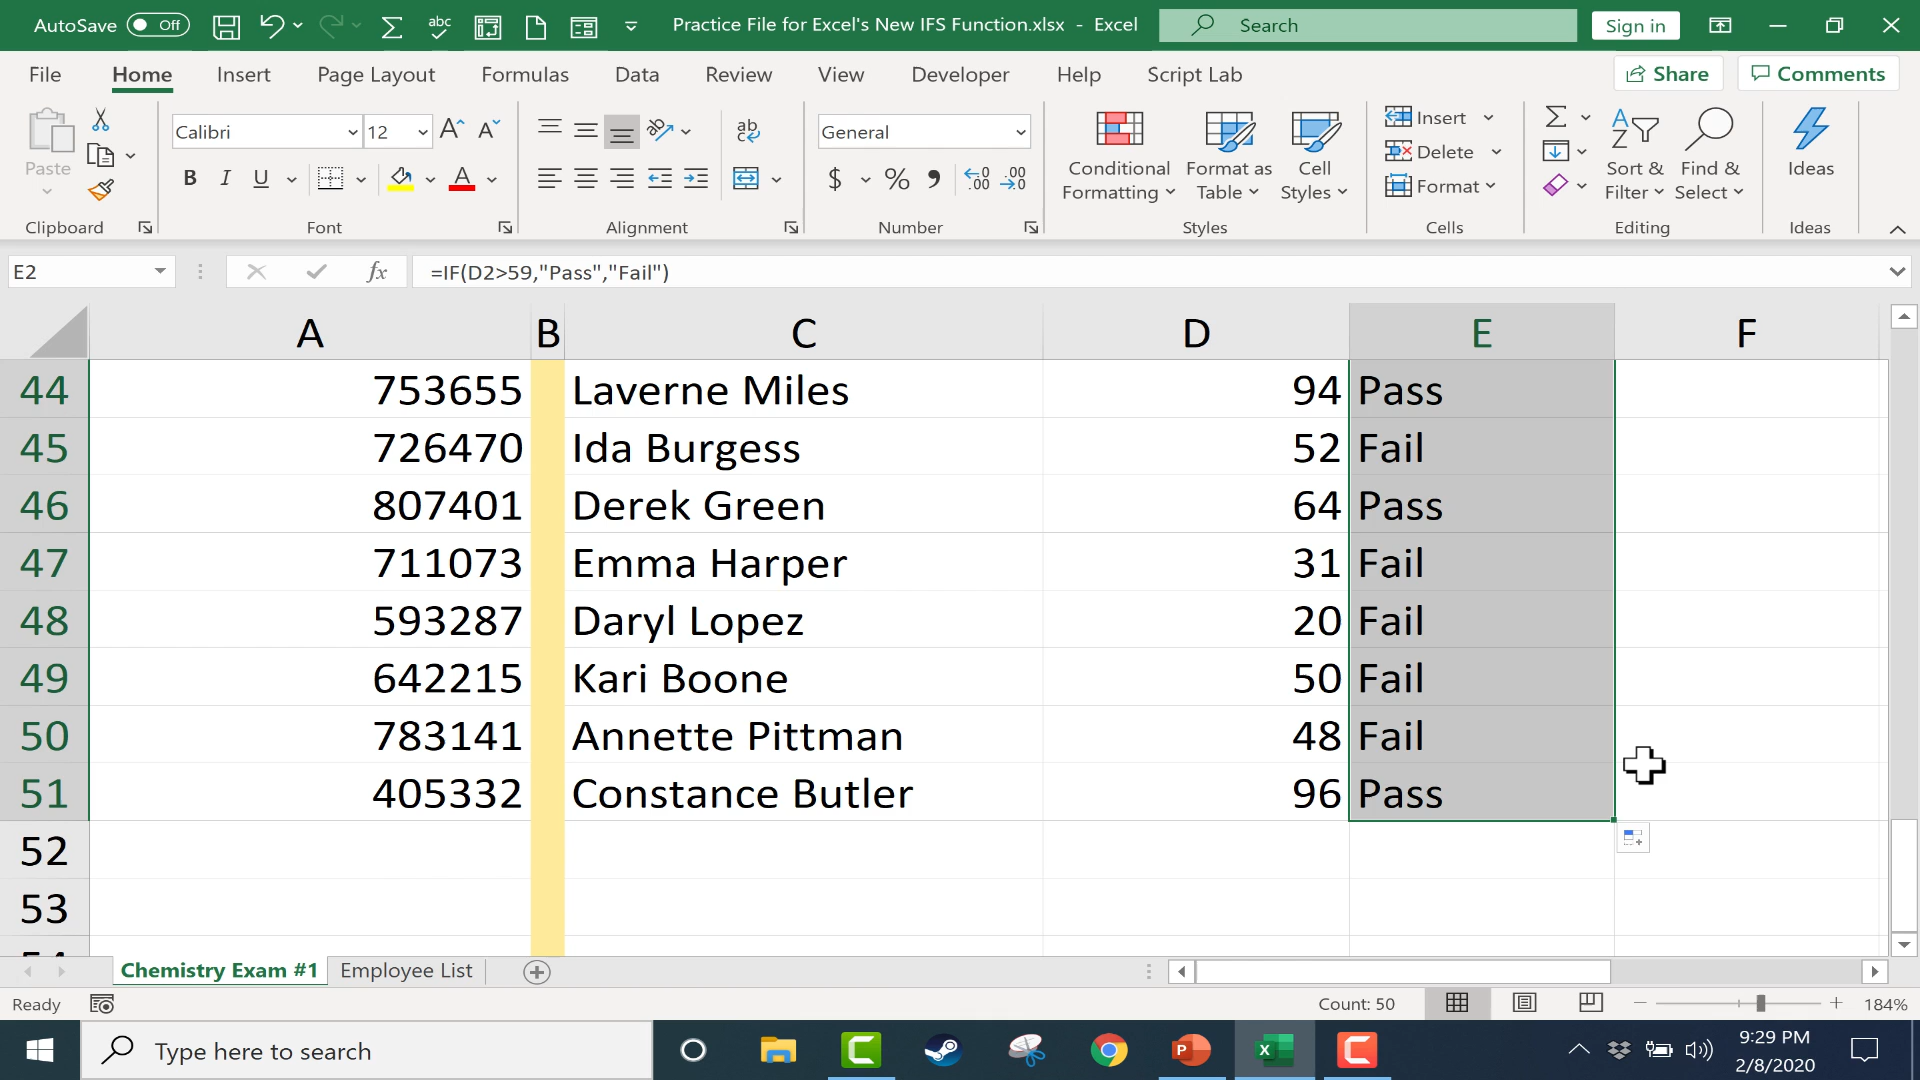 AutoSave Off Practice File for Excel's New IFS Function.xlsx - Excel Search Sign in
File Home Insert Page Layout Formulas Data Review View Developer Help Script Lab Share Comments
Paste
Calibri 12
General
Conditional Formatting
Format as Table
Cell Styles
Insert
Delete
Format
Sort & Filter
Find & Select
Ideas
Clipboard Font Alignment Number Styles Cells Editing Ideas
E2 fx =IF(D2>59,"Pass","Fail")
A B C D E F
44 753655 Laverne Miles 94 Pass
45 726470 Ida Burgess 52 Fail
46 807401 Derek Green 64 Pass
47 711073 Emma Harper 31 Fail
48 593287 Daryl Lopez 20 Fail
49 642215 Kari Boone 50 Fail
50 783141 Annette Pittman 48 Fail
51 405332 Constance Butler 96 Pass
52
53
54
Chemistry Exam #1 Employee List
Ready Count: 50 184%
Type here to search 9:29 PM
2/8/2020